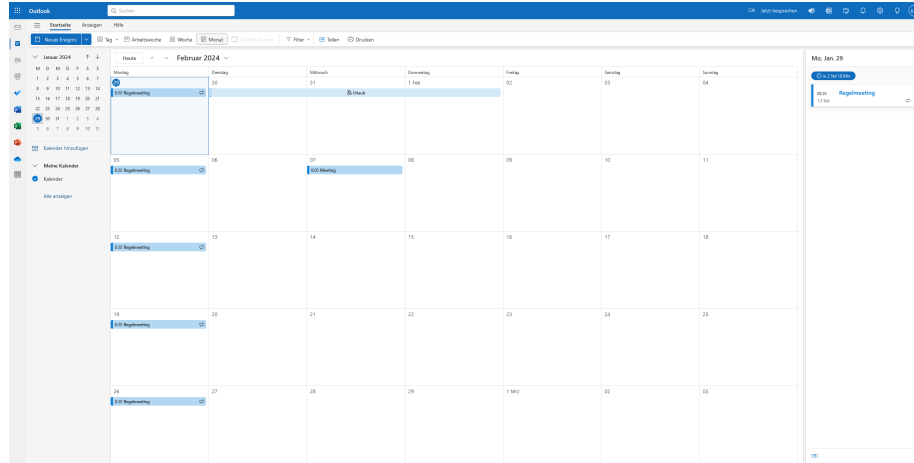 Outlook
Suchen
Jetzt besprechen
Startseite Anzeigen Hilfe
Neues Ereignis Tag Arbeitswoche Woche Monat Filter Teilen Drucken
Januar 2024
M D M D F S S
1 2 3 4 5 6 7
8 9 10 11 12 13 14
15 16 17 18 19 20 21
22 23 24 25 26 27 28
29 30 31 1 2 3 4
5 6 7 8 9 10 11
Kalender hinzufügen
Meine Kalender
Kalender
Alle anzeigen
Heute Februar 2024
Montag Dienstag Mittwoch Donnerstag Freitag Samstag Sonntag
29 30 31 1 Feb 02 03 04
8:30 Regelmeeting Urlaub
05 06 07 08 09 10 11
8:30 Regelmeeting 8:00 Meeting
12 13 14 15 16 17 18
8:30 Regelmeeting
19 20 21 22 23 24 25
8:30 Regelmeeting
26 27 28 29 1 Mrz 02 03
8:30 Regelmeeting
Mo, Jan. 29
Regelmeeting